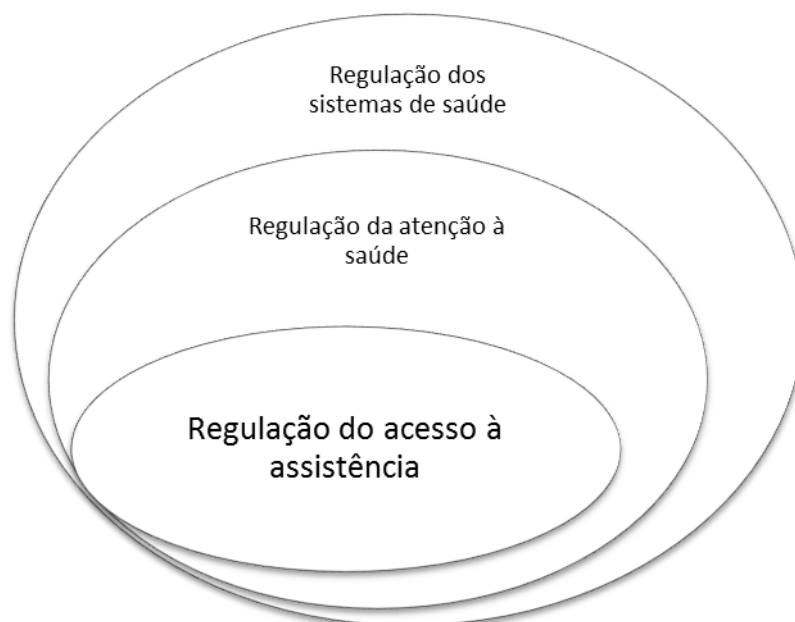 Regulação dos
sistemas de saúde
Regulação da atenção à
saúde
Regulação do acesso à
assistência